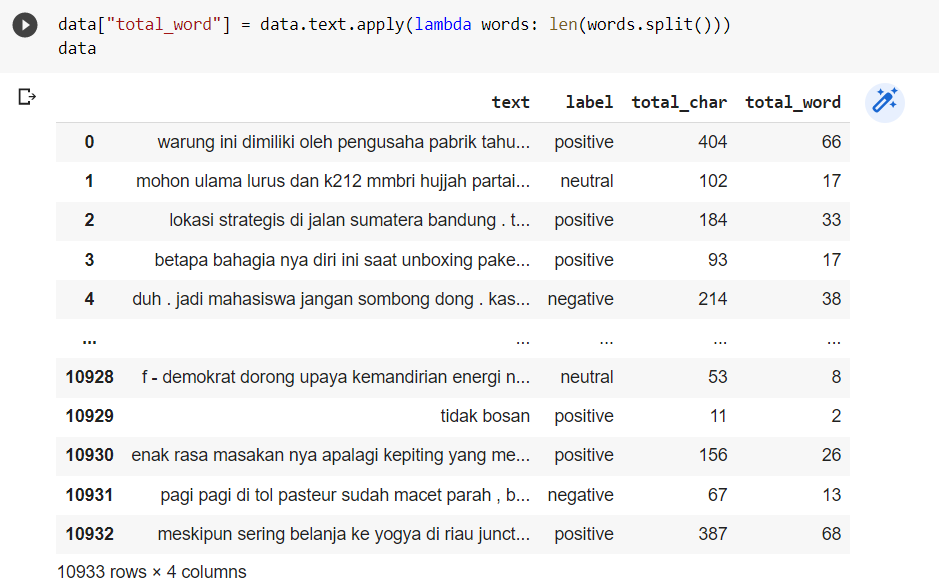 data["total_word"] = data.text.apply(lambda words: len(words.split()))
data
text label total_char total_word
0 warung ini dimiliki oleh pengusaha pabrik tahu... positive 404 66
1 mohon ulama lurus dan k212 mmbri hujjah partai... neutral 102 17
2 lokasi strategis di jalan sumatera bandung . t... positive 184 33
3 betapa bahagia nya diri ini saat unboxing pake... positive 93 17
4 duh . jadi mahasiswa jangan sombong dong . kas... negative 214 38
... ... ... ... ...
10928 f - demokrat dorong upaya kemandirian energi n... neutral 53 8
10929 tidak bosan positive 11 2
10930 enak rasa masakan nya apalagi kepiting yang me... positive 156 26
10931 pagi pagi di tol pasteur sudah macet parah , b... negative 67 13
10932 meskipun sering belanja ke yogya di riau junct... positive 387 68
10933 rows × 4 columns